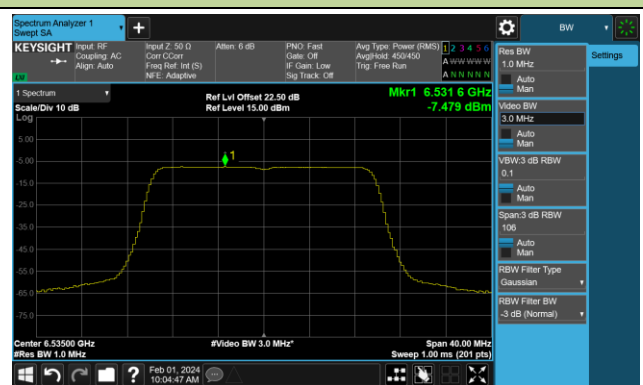 Spectrum Analyzer 1
Swept SA
BW
KEYSIGHT
Input: RF
Coupling: AC
Align: Auto
Input Z: 50 Ω
Corr CCorr
Freq Ref: Int (S)
NFE: Adaptive
Atten: 6 dB
PNO: Fast
Gate: Off
IF Gain: Low
Sig Track: Off
Avg Type: Power (RMS)
Avg|Hold: 450/450
Trig: Free Run
1 2 3 4 5 6
A W W W W W
A N N N N N
LXI
1 Spectrum
Scale/Div 10 dB
Ref Lvl Offset 22.50 dB
Ref Level 15.00 dBm
Mkr1 6.531 6 GHz
-7.479 dBm
Log
5.00
-5.00
-15.0
-25.0
-35.0
-45.0
-55.0
-65.0
-75.0
1
Center 6.53500 GHz
#Res BW 1.0 MHz
#Video BW 3.0 MHz*
Span 40.00 MHz
Sweep 1.00 ms (201 pts)
Feb 01, 2024
10:04:47 AM
Res BW
1.0 MHz
Auto
Man
Video BW
3.0 MHz
Auto
Man
VBW:3 dB RBW
0.1
Auto
Man
Span:3 dB RBW
106
Auto
Man
RBW Filter Type
Gaussian
RBW Filter BW
-3 dB (Normal)
Settings